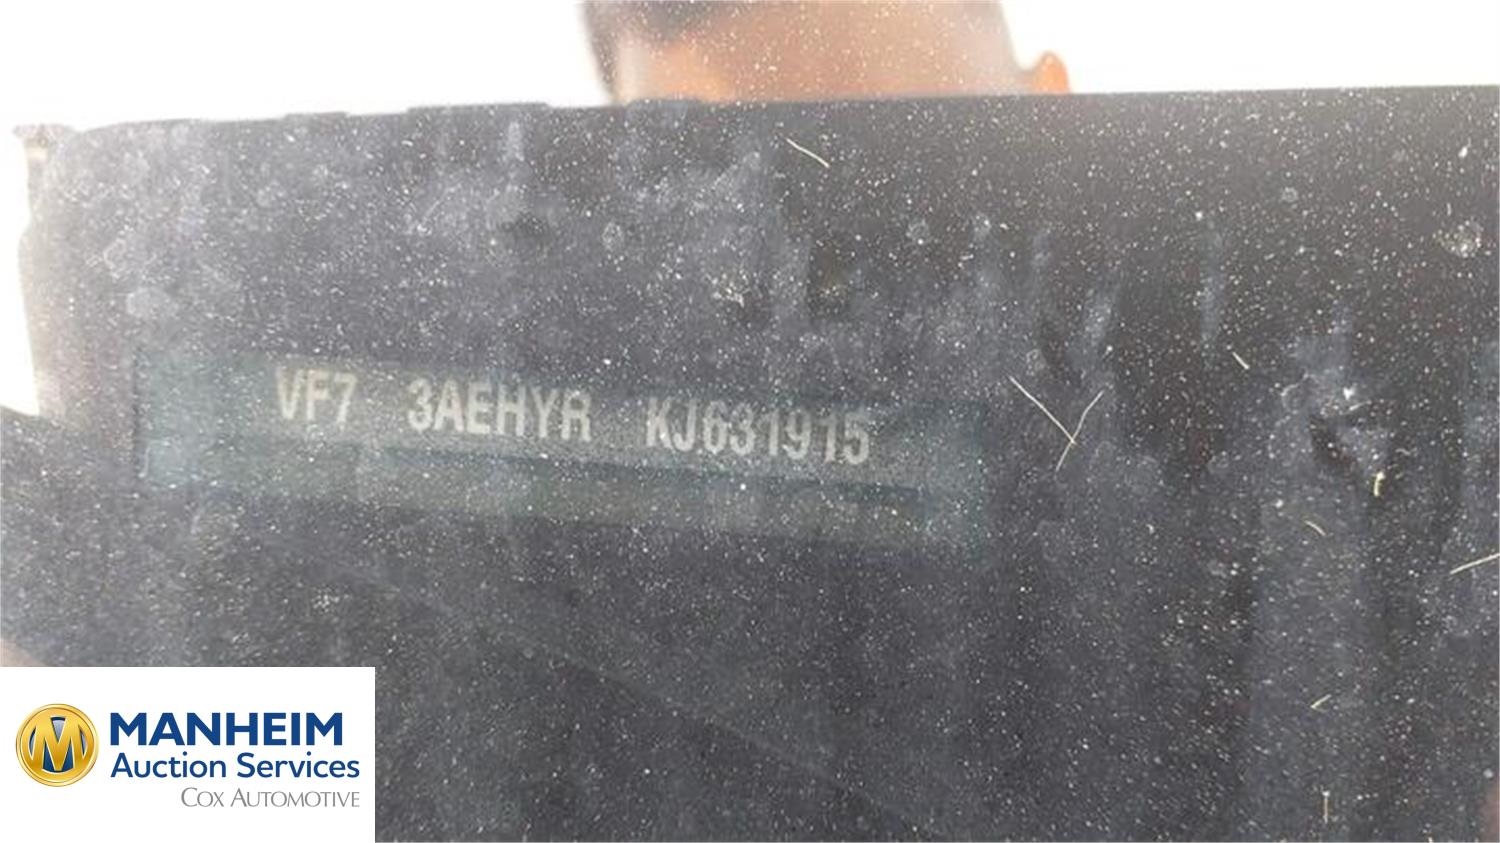 VF7 3AEHYR KJ631915
MANHEIM
Auction Services
COX AUTOMOTIVE